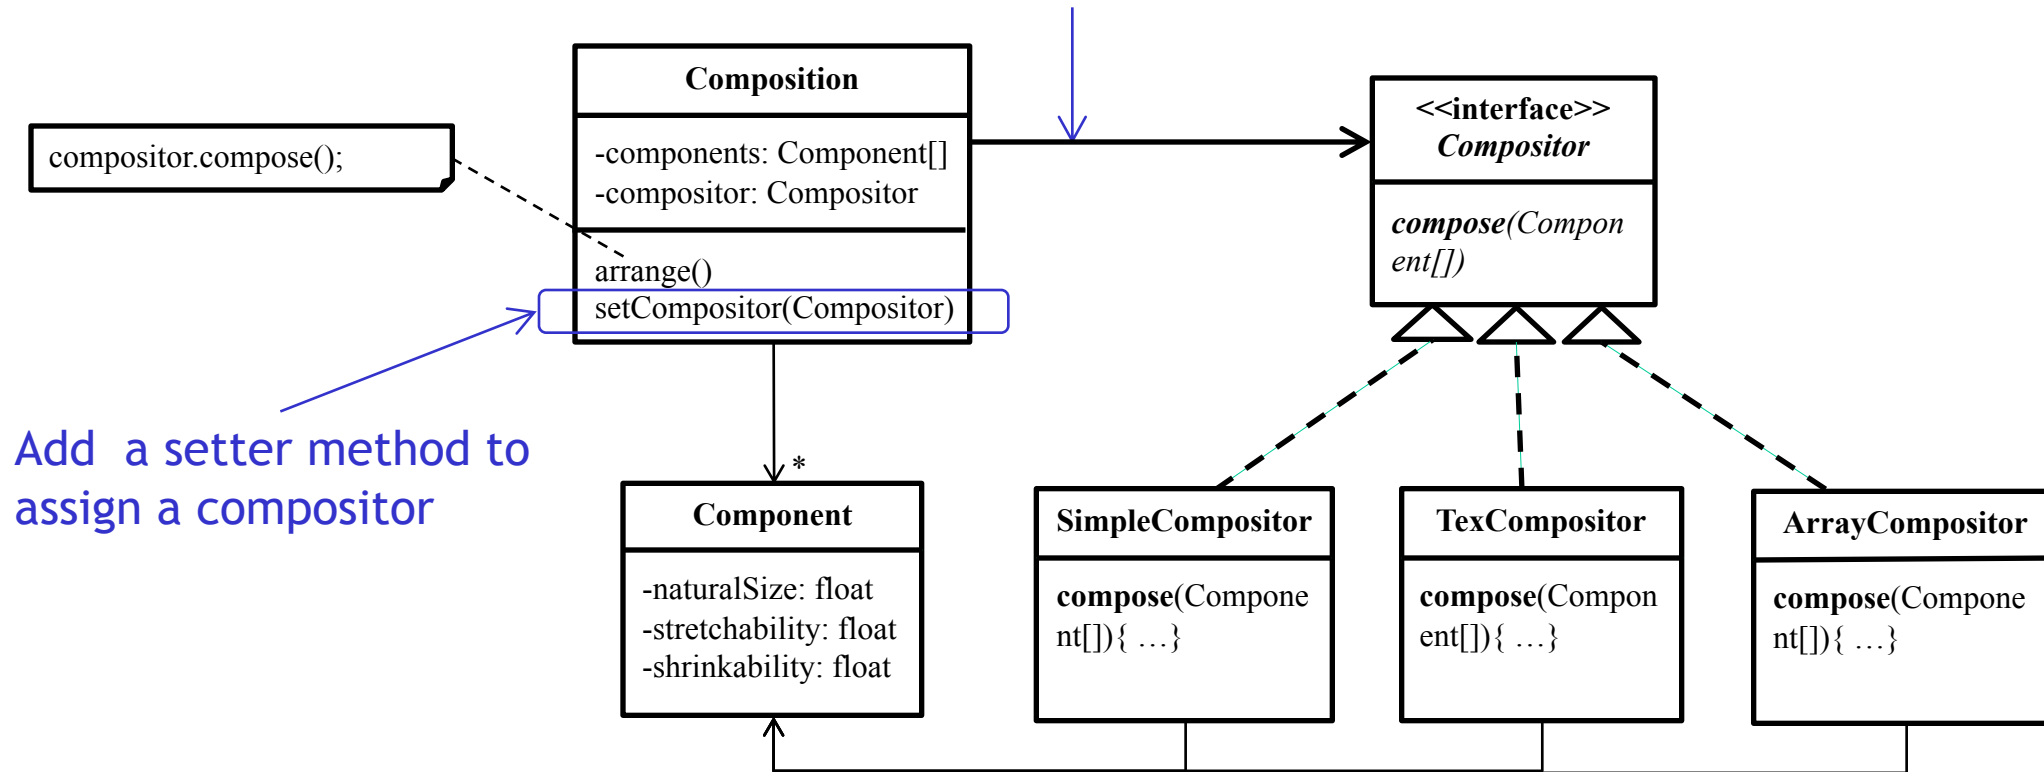 Composition
-components: Component[]
-compositor: Compositor
arrange()
setCompositor(Compositor)
compositor.compose();
<<interface>>
Compositor
compose(Compon
ent[])
Add  a setter method to
assign a compositor
*
Component
-naturalSize: float
-stretchability: float
-shrinkability: float
SimpleCompositor
compose(Compone
nt[]){ …}
TexCompositor
compose(Compon
ent[]){ …}
ArrayCompositor
compose(Compone
nt[]){ …}